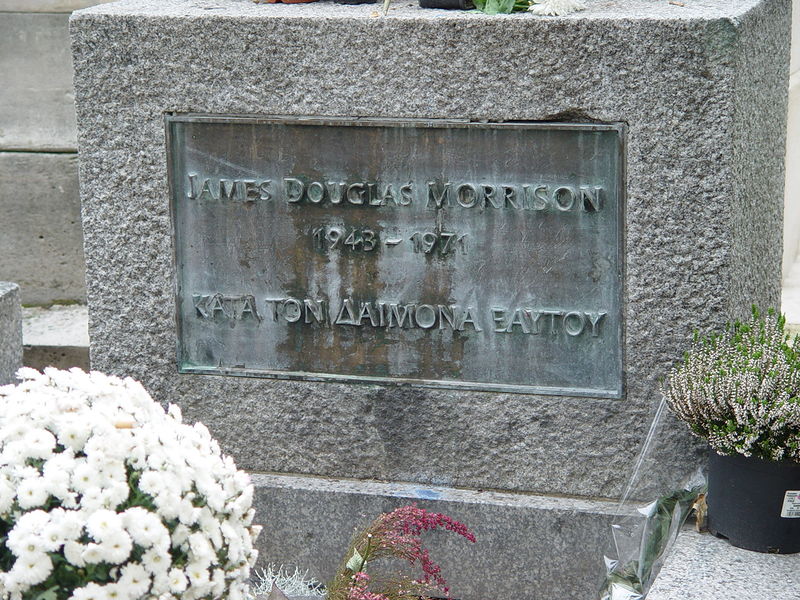 JAMES DOUGLAS MORRISON
1943 – 1971
ΚΑΤΑ ΤΟΝ ΔΑΙΜΟΝΑ ΕΑΥΤΟΥ